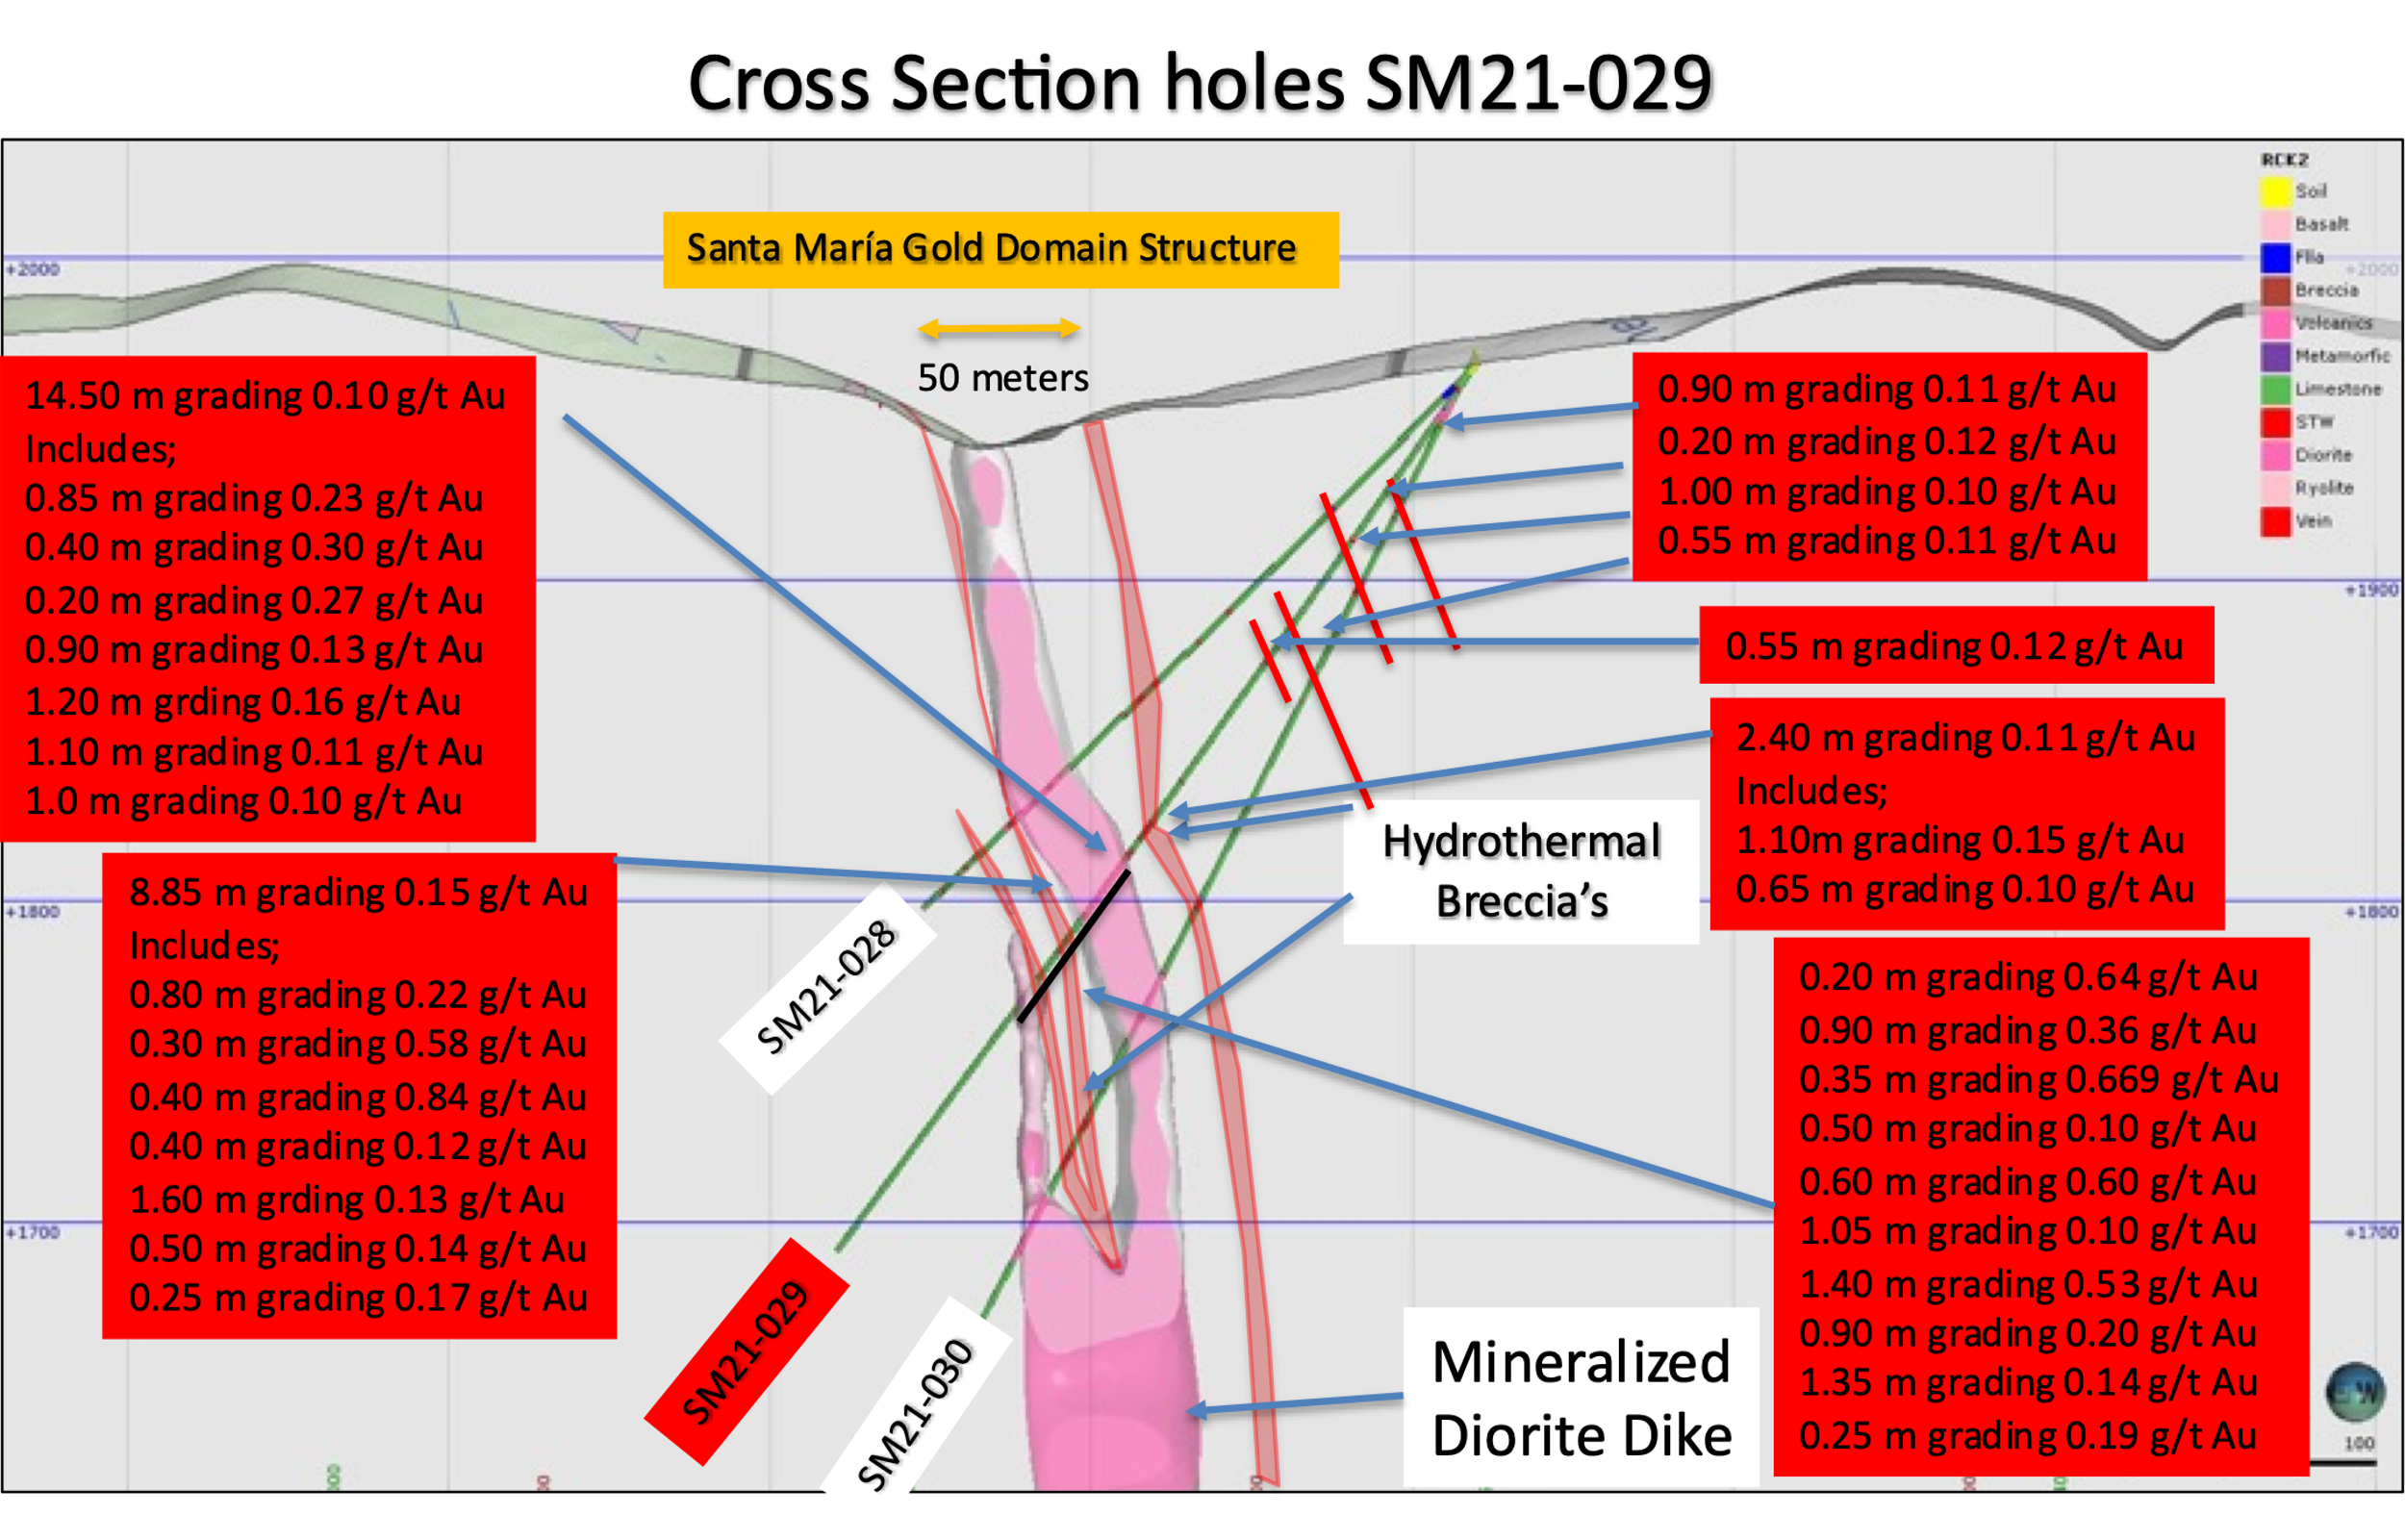 Cross Section holes SM21-029
RCK2
Soil
Basalt
Flla
Breccia
Volcanics
Metamorfic
Limestone
STW
Diorite
Ryolite
Vein
Santa María Gold Domain Structure
50 meters
+2000
+2000
14.50 m grading 0.10 g/t Au
Includes;
0.85 m grading 0.23 g/t Au
0.40 m grading 0.30 g/t Au
0.20 m grading 0.27 g/t Au
0.90 m grading 0.13 g/t Au
1.20 m grding 0.16 g/t Au
1.10 m grading 0.11 g/t Au
1.0 m grading 0.10 g/t Au
0.90 m grading 0.11 g/t Au
0.20 m grading 0.12 g/t Au
1.00 m grading 0.10 g/t Au
0.55 m grading 0.11 g/t Au
+1900
0.55 m grading 0.12 g/t Au
2.40 m grading 0.11 g/t Au
Includes;
1.10m grading 0.15 g/t Au
0.65 m grading 0.10 g/t Au
Hydrothermal
Breccia's
+1800
+1800
8.85 m grading 0.15 g/t Au
Includes;
0.80 m grading 0.22 g/t Au
0.30 m grading 0.58 g/t Au
0.40 m grading 0.84 g/t Au
0.40 m grading 0.12 g/t Au
1.60 m grding 0.13 g/t Au
0.50 m grading 0.14 g/t Au
0.25 m grading 0.17 g/t Au
SM21-028
SM21-029
SM21-030
0.20 m grading 0.64 g/t Au
0.90 m grading 0.36 g/t Au
0.35 m grading 0.669 g/t Au
0.50 m grading 0.10 g/t Au
0.60 m grading 0.60 g/t Au
1.05 m grading 0.10 g/t Au
1.40 m grading 0.53 g/t Au
0.90 m grading 0.20 g/t Au
1.35 m grading 0.14 g/t Au
0.25 m grading 0.19 g/t Au
+1700
+1700
Mineralized
Diorite Dike
100